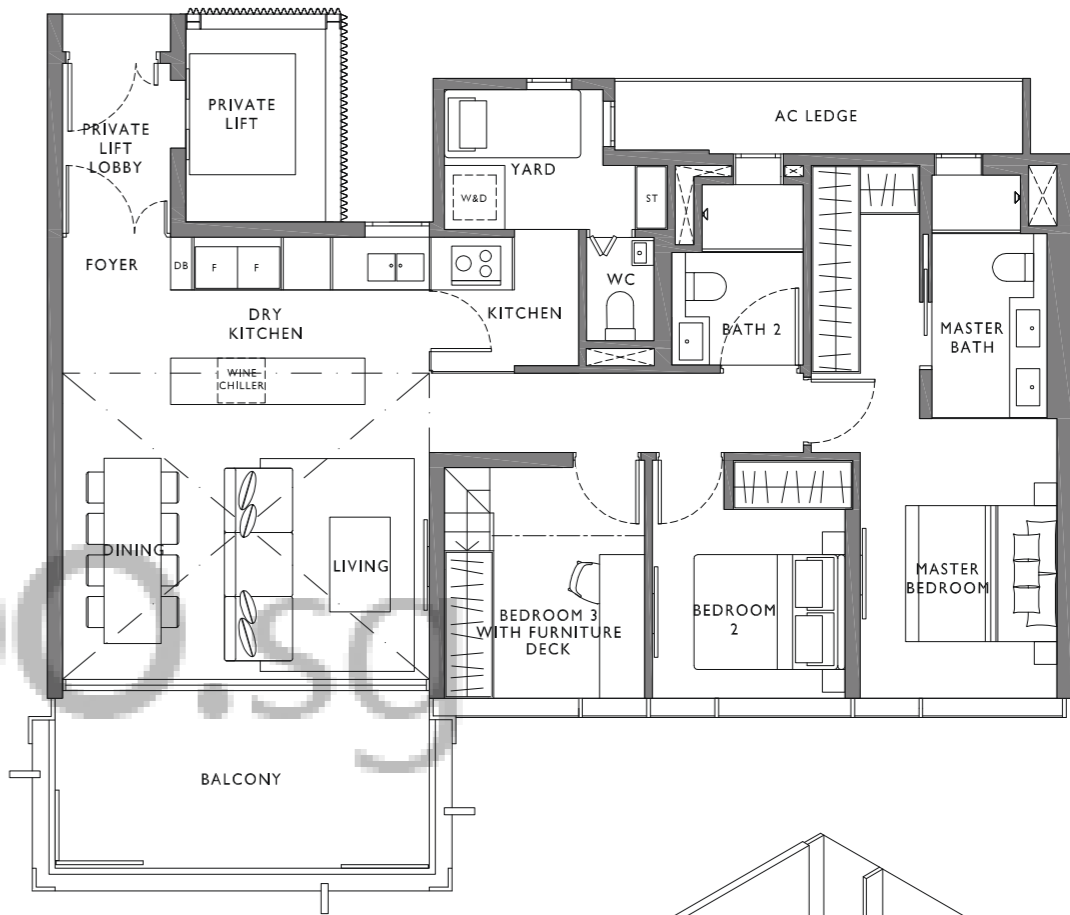 PRIVATE
LIFT
PRIVATE
LIFT
LOBBY
AC LEDGE
YARD
W&D
ST
FOYER
DB
F
F
WC
KITCHEN
DRY
KITCHEN
BATH 2
MASTER
BATH
WINE
CHILLER
DINING
LIVING
BEDROOM 3
WITH FURNITURE
DECK
BEDROOM
2
MASTER
BEDROOM
BALCONY
o.sg